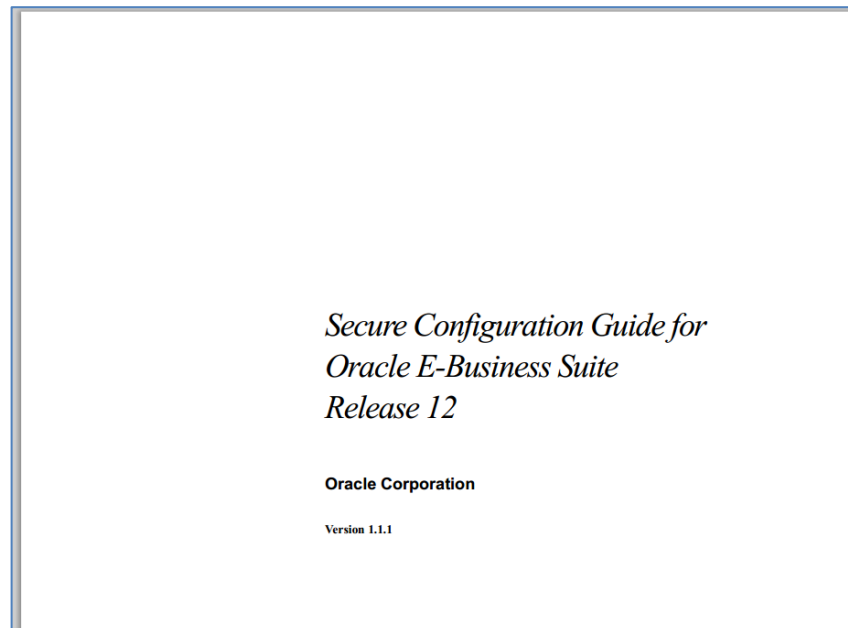 Secure Configuration Guide for
Oracle E-Business Suite
Release 12
Oracle Corporation
Version 1.1.1